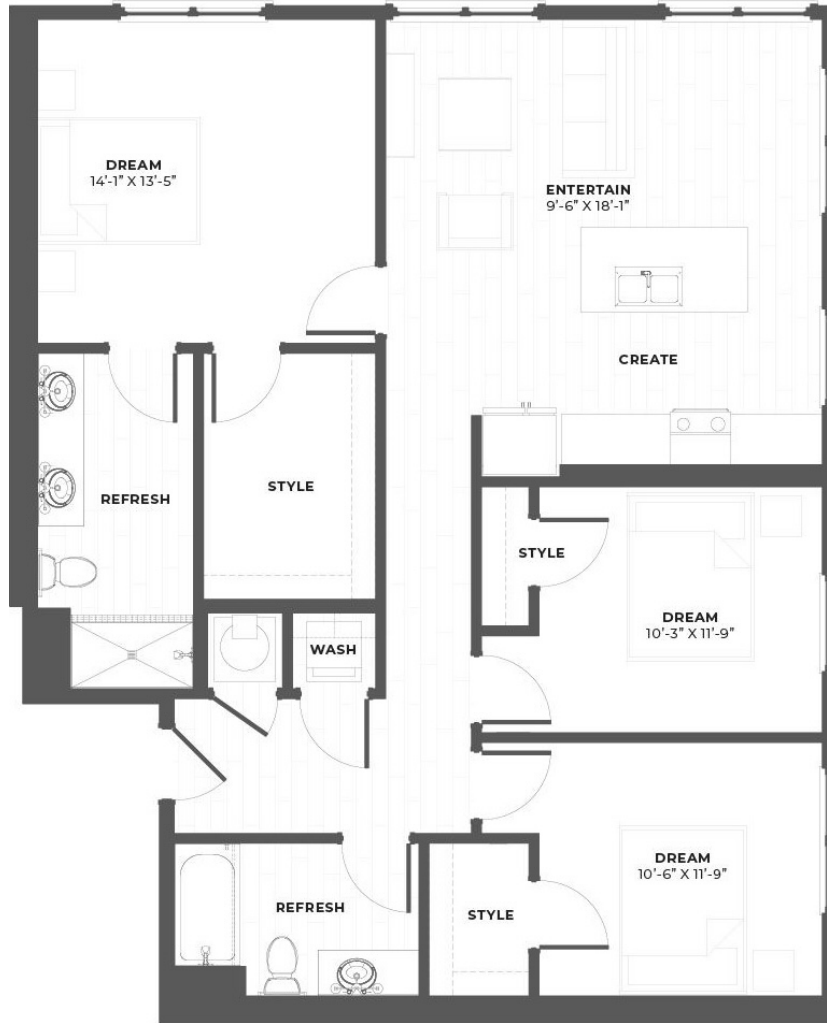 DREAM
14'-1" X 13'-5"
ENTERTAIN
9'-6" X 18'-1"
CREATE
REFRESH
STYLE
STYLE
DREAM
10'-3" X 11'-9"
WASH
DREAM
10'-6" X 11'-9"
REFRESH
STYLE